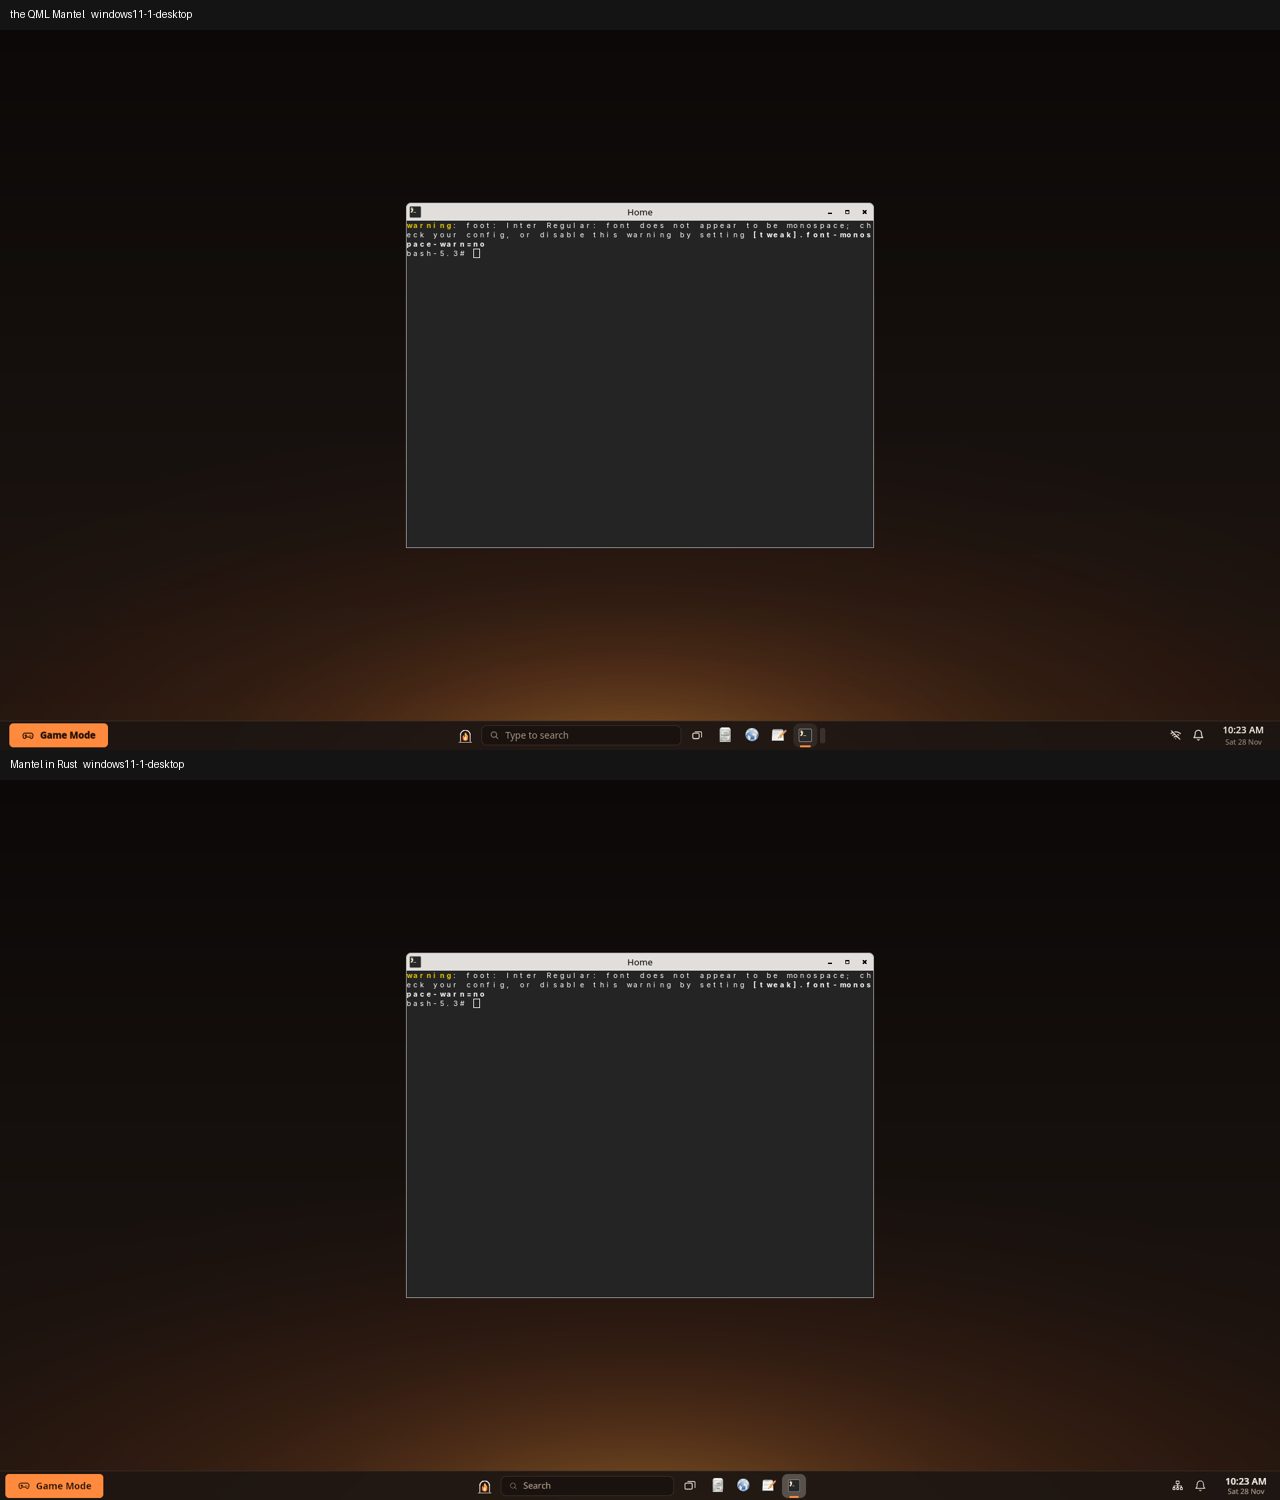 the QML Mantel windows11-1-desktop
Home
warning: foot: Inter Regular: font does not appear to be monospace; ch
eck your config, or disable this warning by setting [tweak].font-monos
pace-warn=no
bash-5.3#
Game Mode
Type to search
10:23 AM
Sat 28 Nov
Mantel in Rust windows11-1-desktop
Home
warning: foot: Inter Regular: font does not appear to be monospace; ch
eck your config, or disable this warning by setting [tweak].font-monos
pace-warn=no
bash-5.3#
Game Mode
Search
10:23 AM
Sat 28 Nov